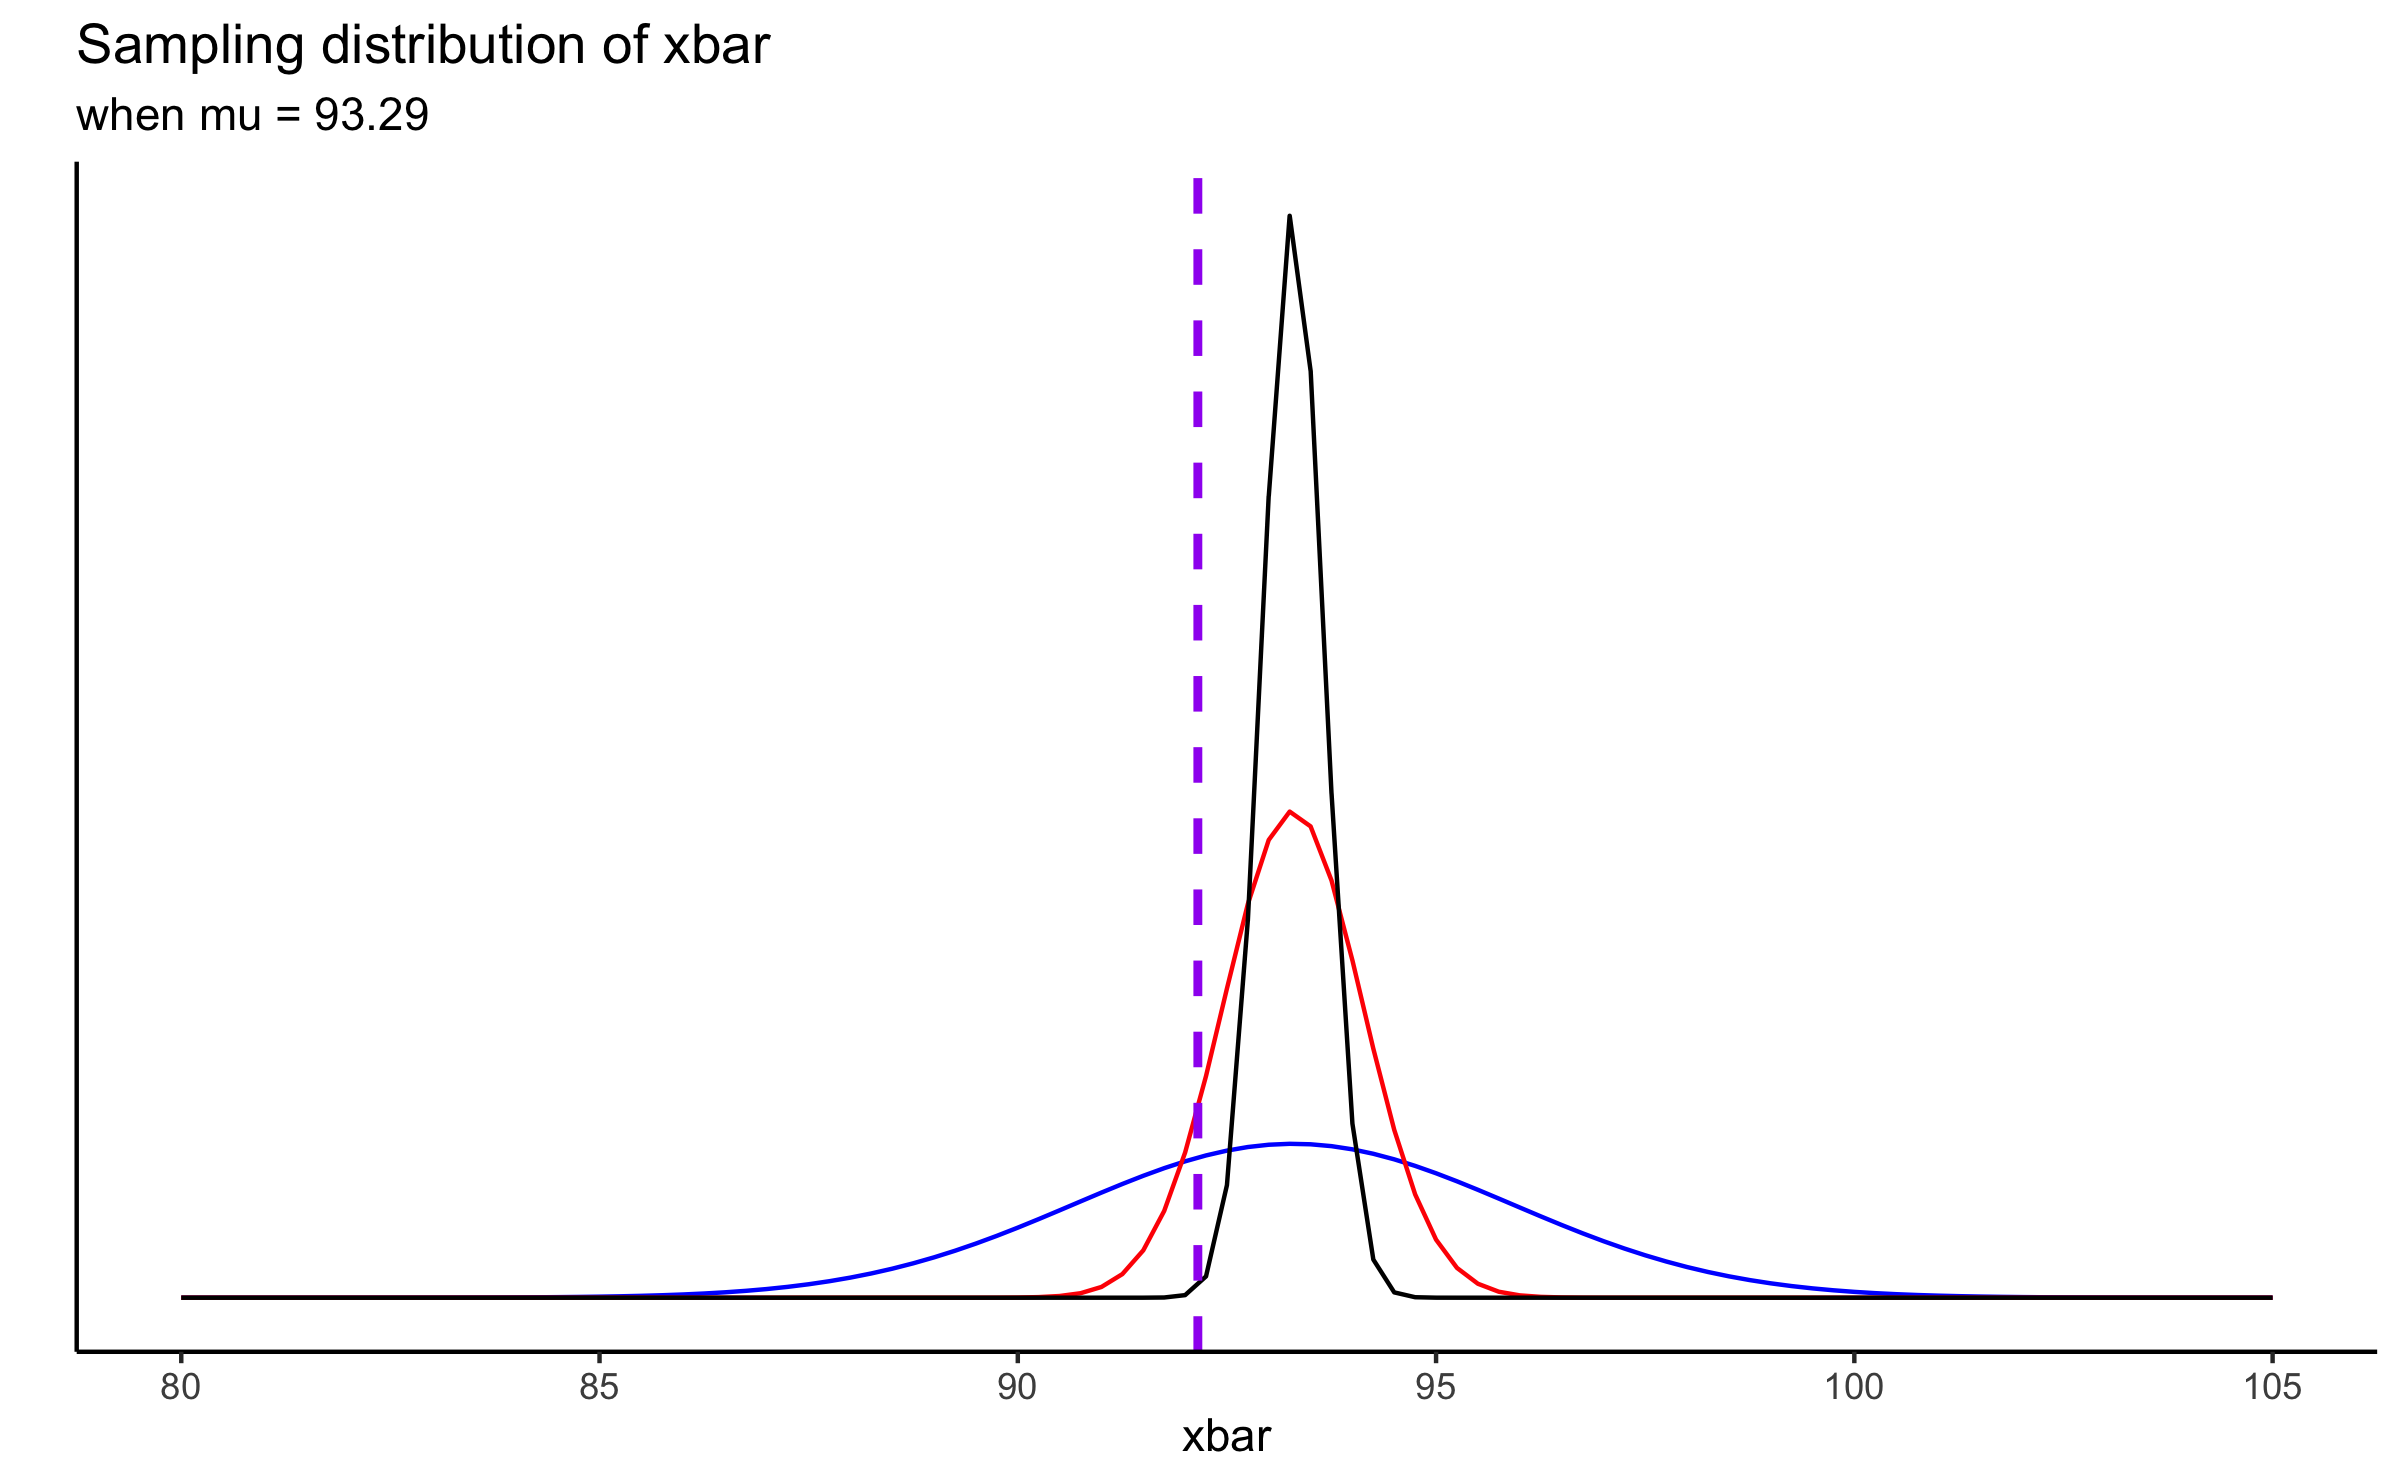 Sampling distribution of xbar
when mu = 93.29
80 85 90 95 100 105
xbar